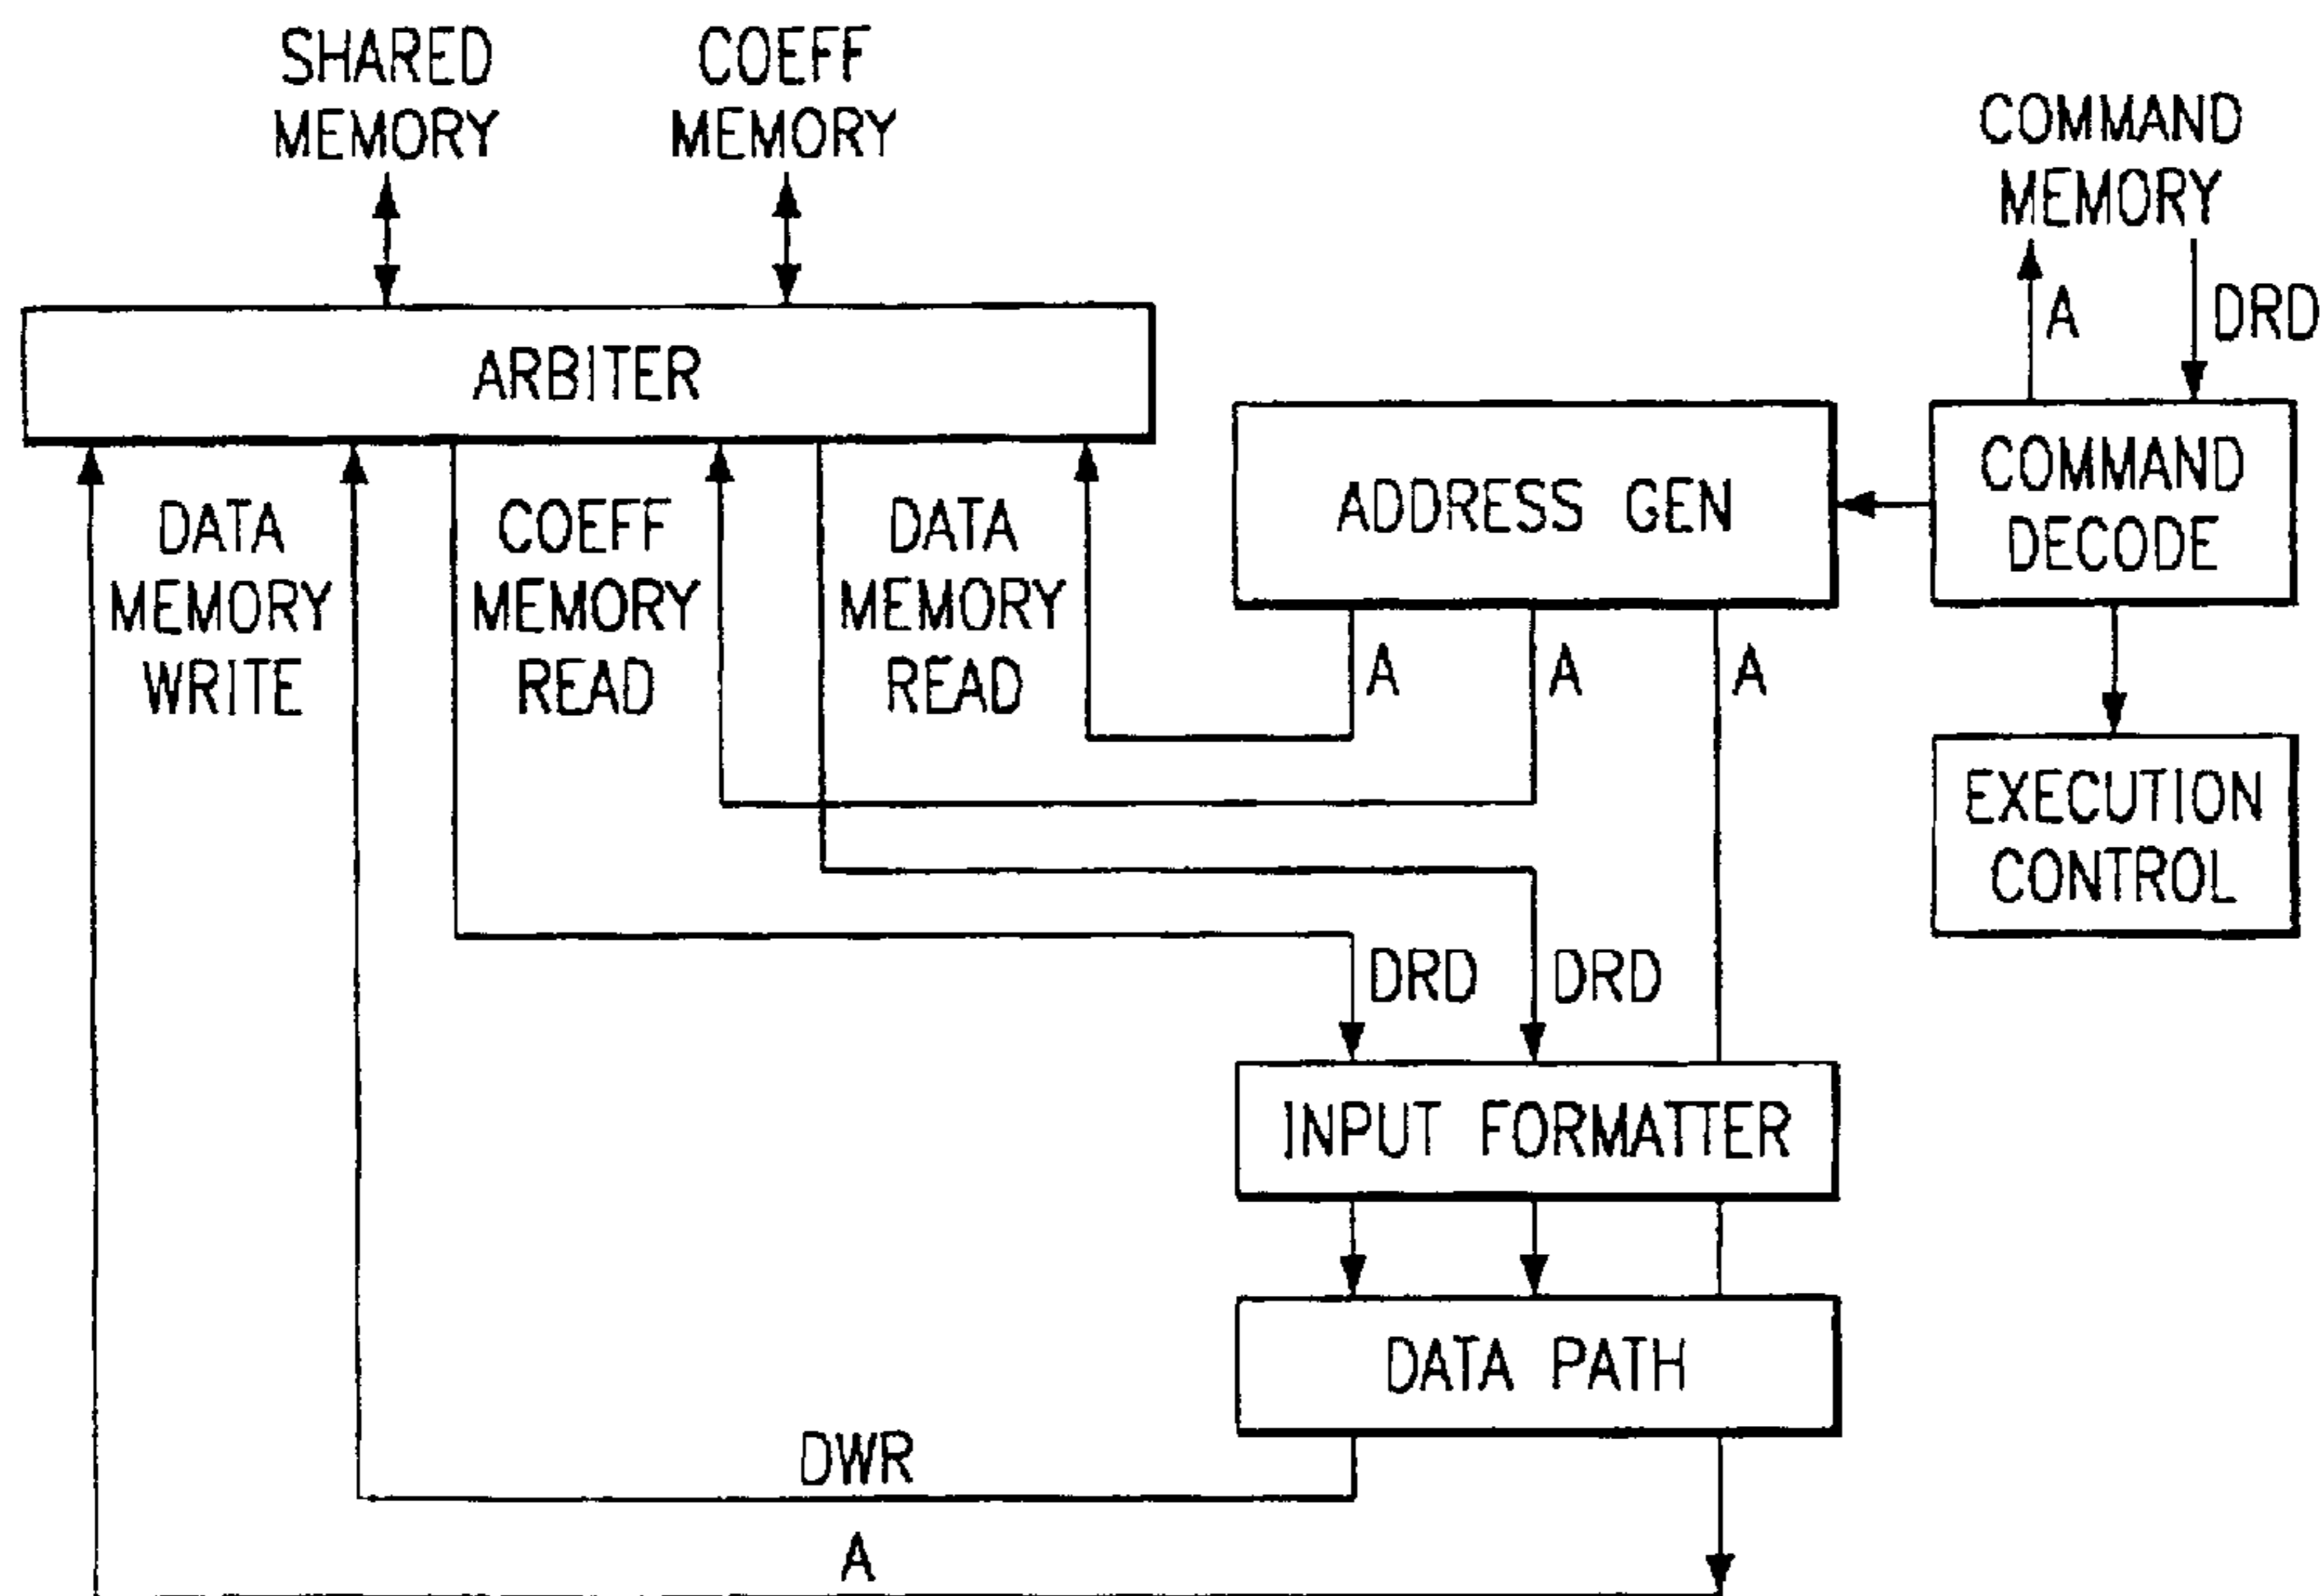 SHARED
MEMORY
COEFF
MEMORY
COMMAND
MEMORY
A
DRD
ARBITER
ADDRESS GEN
COMMAND
DECODE
DATA
MEMORY
WRITE
COEFF
MEMORY
READ
DATA
MEMORY
READ
A
A
A
EXECUTION
CONTROL
DRD
DRD
INPUT FORMATTER
DATA PATH
DWR
A